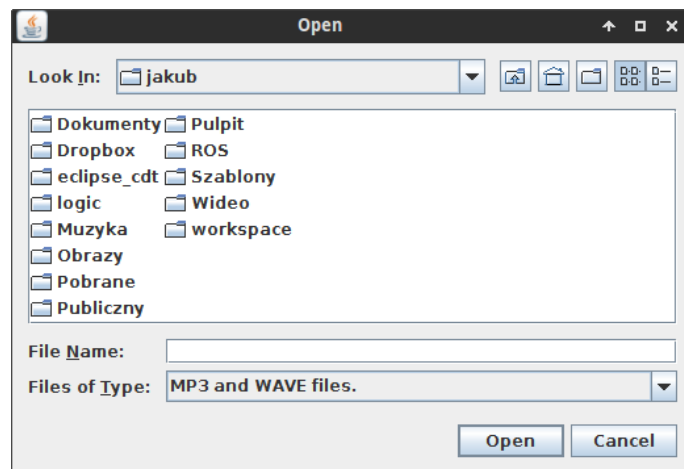 Open
Look In: jakub
Dokumenty Pulpit
Dropbox ROS
eclipse_cdt Szablony
logic Wideo
Muzyka workspace
Obrazy
Pobrane
Publiczny
File Name:
Files of Type: MP3 and WAVE files.
Open Cancel